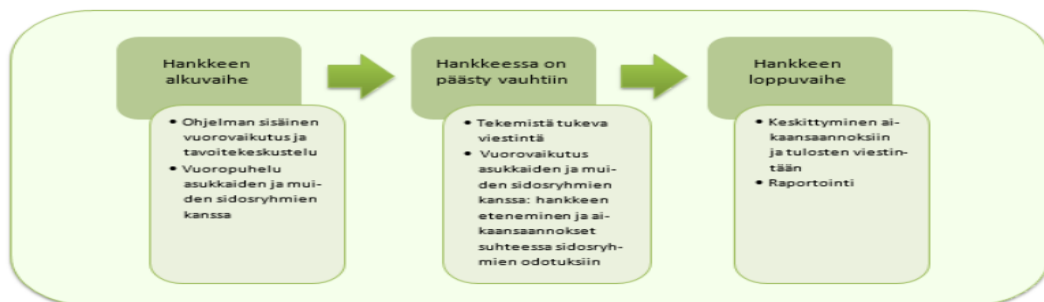 Hankkeen
alkuvaihe
• Ohjelman sisäinen
vuorovaikutus ja
tavoitekeskustelu
• Vuoropuhelu
asukkaiden ja mui-
den sidosryhmien
kanssa
Hankkeessa on
päästy vauhtiin
• Tekemistä tukeva
viestintä
• Vuorovaikutus
asukkaiden ja mui-
den sidosryhmien
kanssa: hankkeen
eteneminen ja ai-
kaansaannokset
suhteessa sidosryh-
mien odotuksiin
Hankkeen
loppuvaihe
• Keskittyminen ai-
kaansaannoksiin
ja tulosten viestin-
tään
• Raportointi